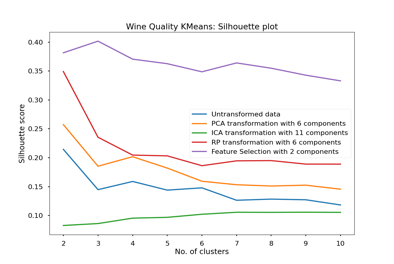 Wine Quality KMeans: Silhouette plot
0.40
0.35
0.30
0.25
0.20
0.15
0.10
Silhouette score
Untransformed data
PCA transformation with 6 components
ICA transformation with 11 components
RP transformation with 6 components
Feature Selection with 2 components
2 3 4 5 6 7 8 9 10
No. of clusters